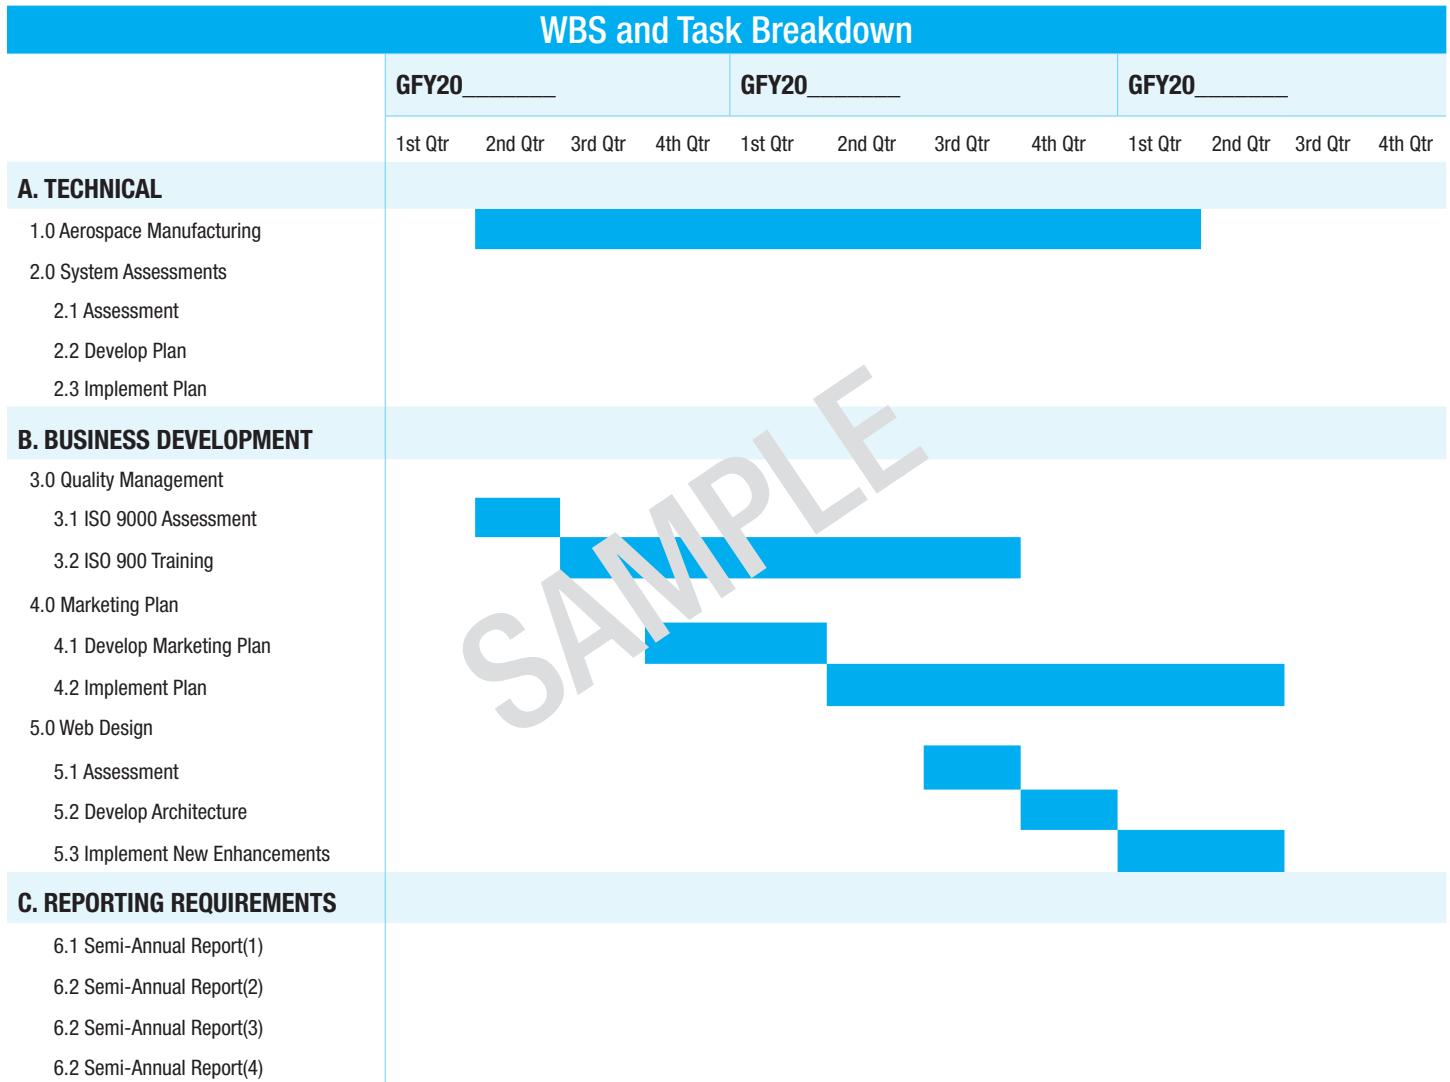 WBS and Task Breakdown
GFY20_______ GFY20_______ GFY20_______
1st Qtr 2nd Qtr 3rd Qtr 4th Qtr 1st Qtr 2nd Qtr 3rd Qtr 4th Qtr 1st Qtr 2nd Qtr 3rd Qtr 4th Qtr
A. TECHNICAL
1.0 Aerospace Manufacturing
2.0 System Assessments
2.1 Assessment
2.2 Develop Plan
2.3 Implement Plan
B. BUSINESS DEVELOPMENT
3.0 Quality Management
3.1 ISO 9000 Assessment
3.2 ISO 900 Training
4.0 Marketing Plan
4.1 Develop Marketing Plan
4.2 Implement Plan
5.0 Web Design
5.1 Assessment
5.2 Develop Architecture
5.3 Implement New Enhancements
C. REPORTING REQUIREMENTS
6.1 Semi-Annual Report(1)
6.2 Semi-Annual Report(2)
6.2 Semi-Annual Report(3)
6.2 Semi-Annual Report(4)
SAMPLE